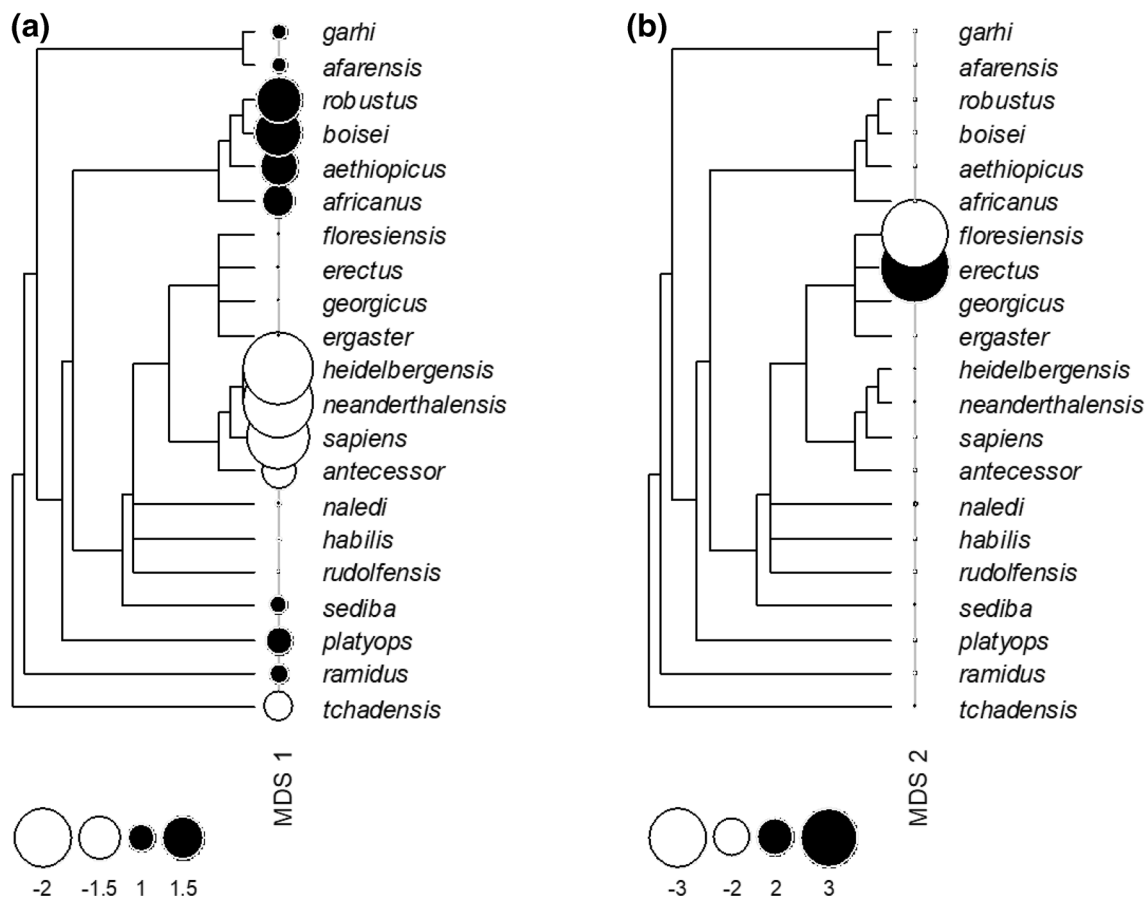 (a)
garhi
afarensis
robustus
boisei
aethiopicus
africanus
floresiensis
erectus
georgicus
ergaster
heidelbergensis
neanderthalensis
sapiens
antecessor
naledi
habilis
rudolfensis
sediba
platyops
ramidus
tchadensis
MDS 1
-2 -1.5 1 1.5
(b)
garhi
afarensis
robustus
boisei
aethiopicus
africanus
floresiensis
erectus
georgicus
ergaster
heidelbergensis
neanderthalensis
sapiens
antecessor
naledi
habilis
rudolfensis
sediba
platyops
ramidus
tchadensis
MDS 2
-3 -2 2 3